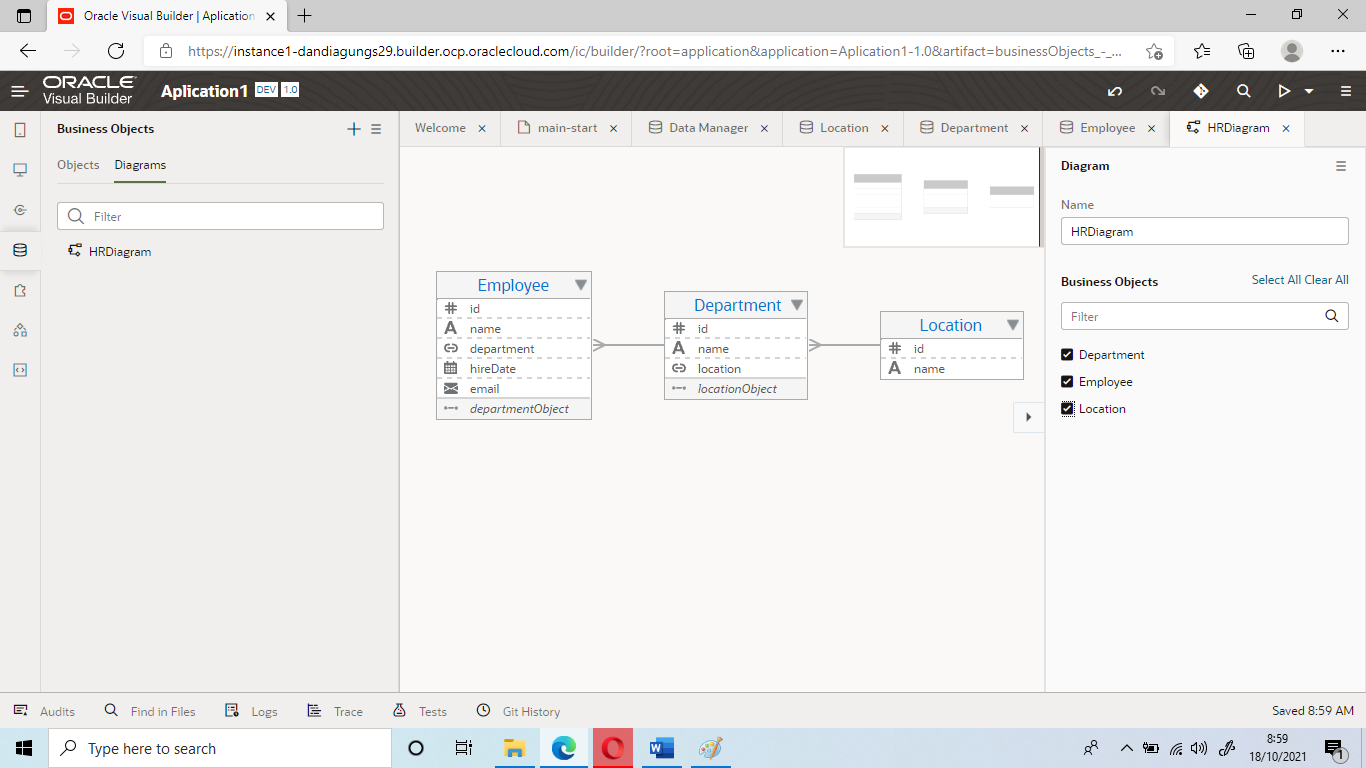 Oracle Visual Builder | Aplication
https://instance1-dandiagungs29.builder.ocp.oraclecloud.com/ic/builder/?root=application&application=Aplication1-1.0&artifact=businessObjects_-_...
ORACLE
Visual Builder
Aplication1 DEV 1.0
Business Objects
Objects Diagrams
Filter
HRDiagram
Welcome main-start Data Manager Location Department Employee HRDiagram
Employee
id
name
department
hireDate
email
departmentObject
Department
id
name
location
locationObject
Location
id
name
Diagram
Name
HRDiagram
Business Objects Select All Clear All
Filter
Department
Employee
Location
Audits Find in Files Logs Trace Tests Git History Saved 8:59 AM
Type here to search
8:59
18/10/2021
1